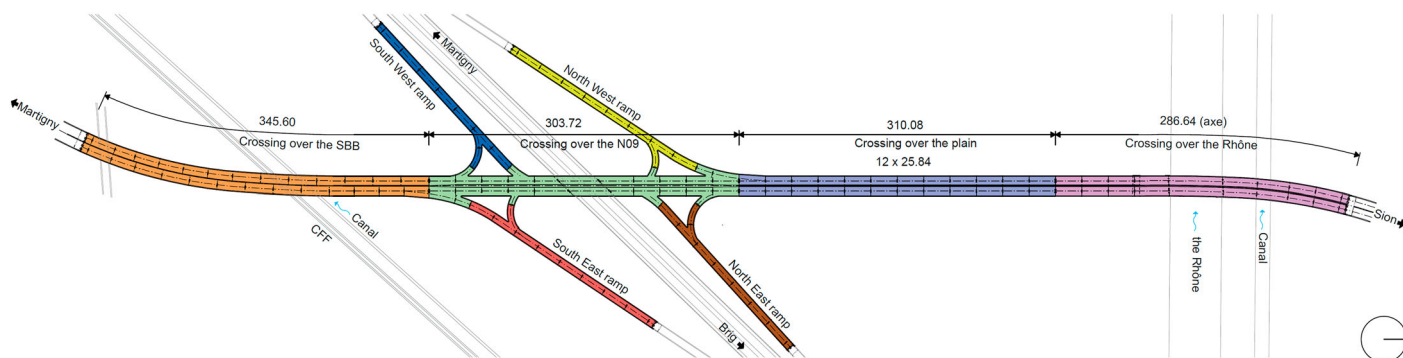 Martigny
345.60
Crossing over the SBB
Canal
CFF
South West ramp
Martigny
North West ramp
303.72
Crossing over the N09
South East ramp
North East ramp
Brig
310.08
Crossing over the plain
12 x 25.84
286.64 (axe)
Crossing over the Rhône
the Rhône
Canal
Sion